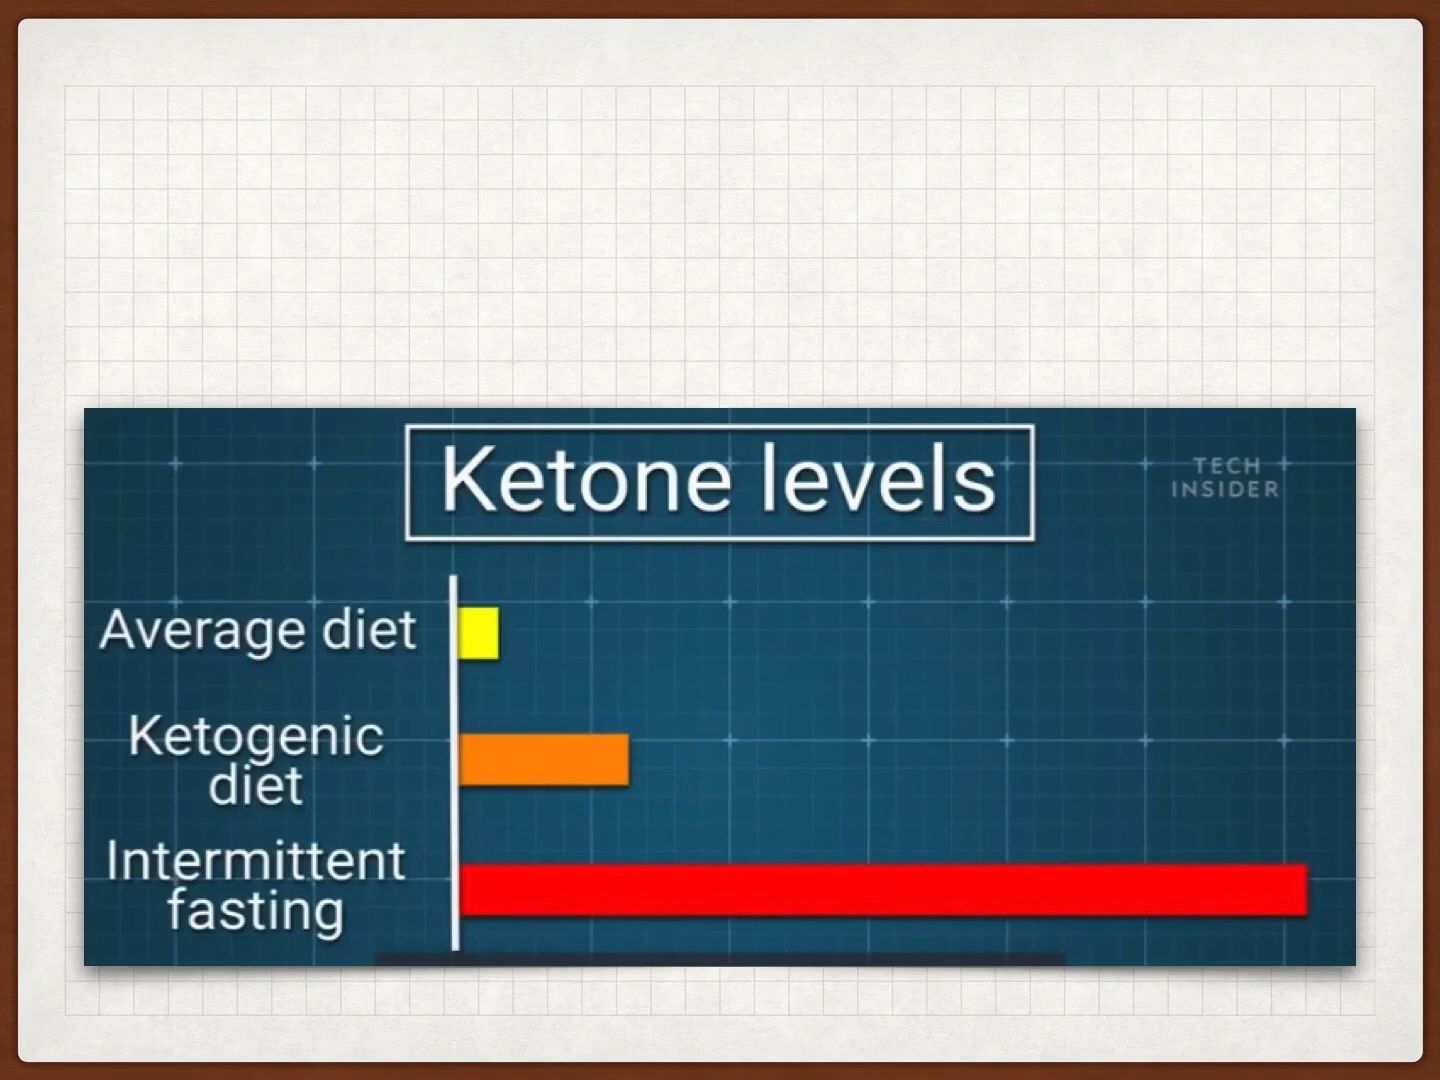 Ketone levels
TECH
INSIDER
Average diet
Ketogenic
diet
Intermittent
fasting